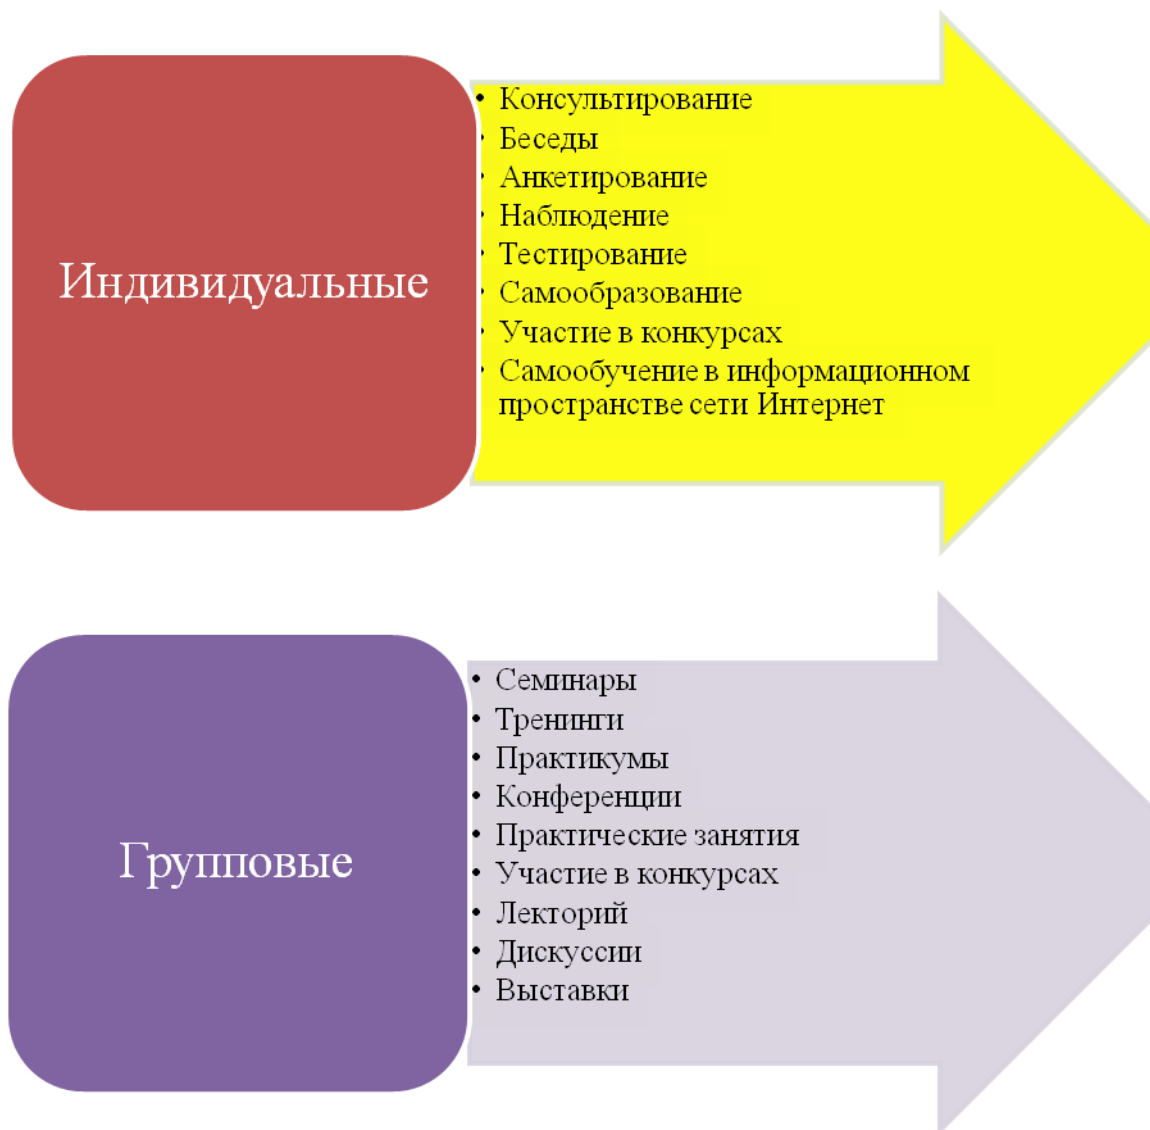 Индивидуальные
• Консультирование
• Беседы
• Анкетирование
• Наблюдение
• Тестирование
• Самообразование
• Участие в конкурсах
• Самообучение в информационном
пространстве сети Интернет
Групповые
• Семинары
• Тренинги
• Практикумы
• Конференции
• Практические занятия
• Участие в конкурсах
• Лекторий
• Дискуссии
• Выставки